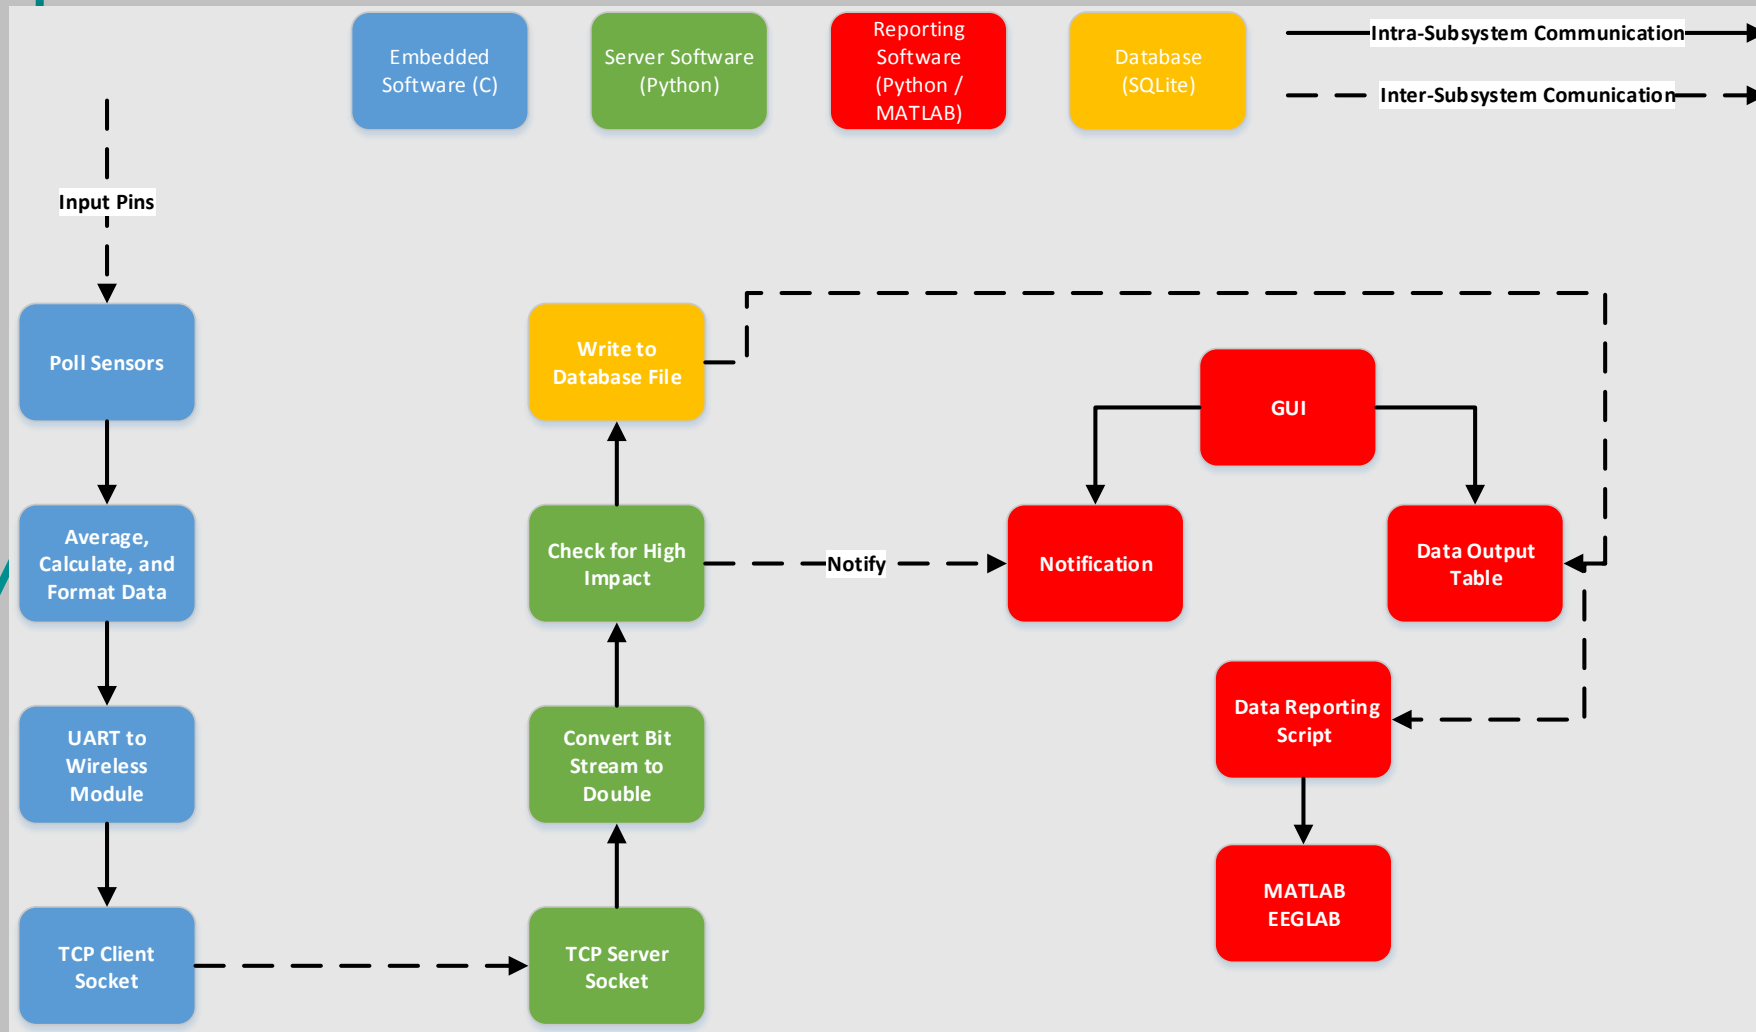 Embedded
Software (C)
Server Software
(Python)
Reporting
Software
(Python /
MATLAB)
Database
(SQLite)
Intra-Subsystem Communication
Inter-Subsystem Comunication
Input Pins
Poll Sensors
Write to
Database File
GUI
Average,
Calculate, and
Format Data
Check for High
Impact
Notify
Notification
Data Output
Table
UART to
Wireless
Module
Convert Bit
Stream to
Double
Data Reporting
Script
MATLAB
EEGLAB
TCP Client
Socket
TCP Server
Socket